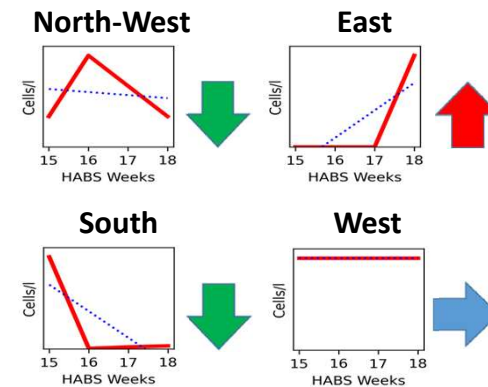 North-West
Cells/l
15 16 17 18
HABS Weeks
East
Cells/l
15 16 17 18
HABS Weeks
South
Cells/l
15 16 17 18
HABS Weeks
West
Cells/l
15 16 17 18
HABS Weeks